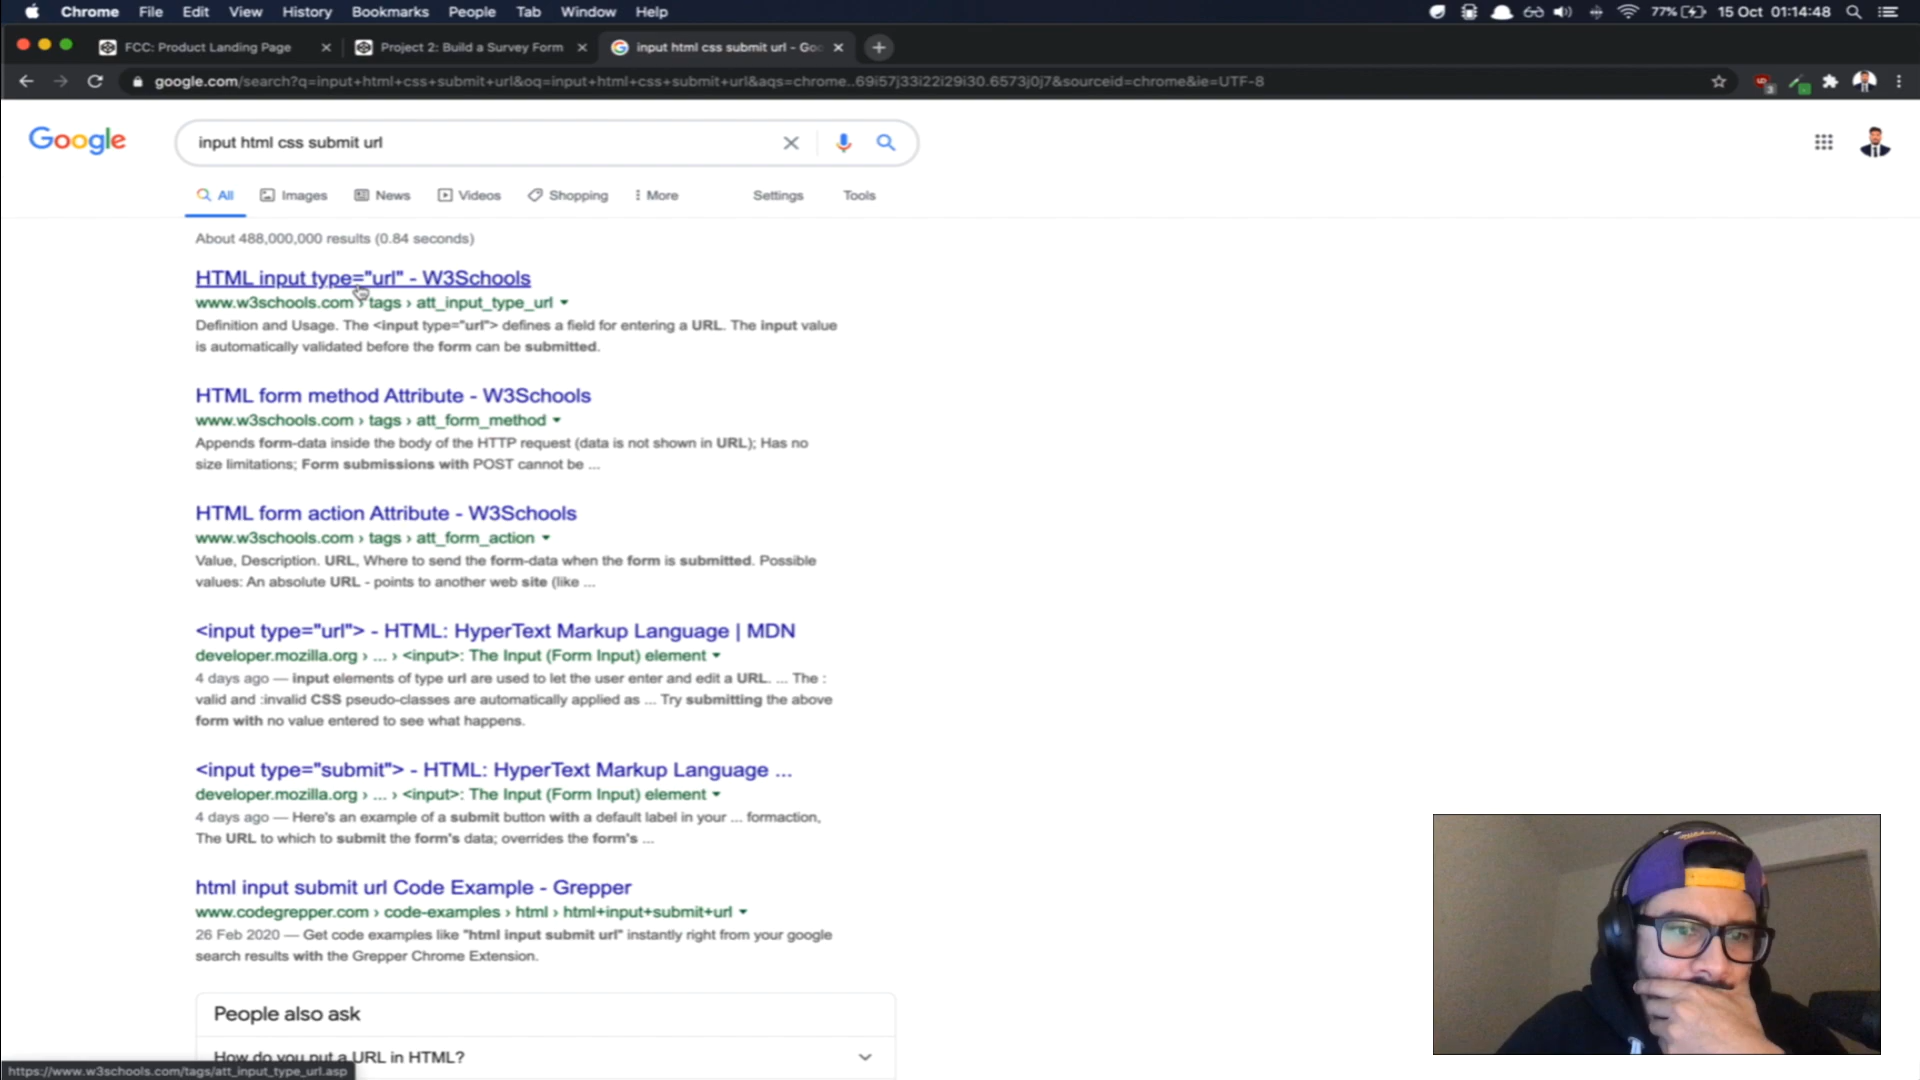 Chrome File Edit View History Bookmarks People Tab Window Help 77% 15 Oct 01:14:48
FCC: Product Landing Page Project 2: Build a Survey Form input html css submit url - Goo
google.com/search?q=input+html+css+submit+url&oq=input+html+css+submit+url&aqs=chrome..69i57j33i22i29i30.6573j0j7&sourceid=chrome&ie=UTF-8
Google input html css submit url
All Images News Videos Shopping More Settings Tools
About 488,000,000 results (0.84 seconds)
HTML input type="url" - W3Schools
www.w3schools.com › tags › att_input_type_url
Definition and Usage. The <input type="url"> defines a field for entering a URL. The input value
is automatically validated before the form can be submitted.
HTML form method Attribute - W3Schools
www.w3schools.com › tags › att_form_method
Appends form-data inside the body of the HTTP request (data is not shown in URL); Has no
size limitations; Form submissions with POST cannot be ...
HTML form action Attribute - W3Schools
www.w3schools.com › tags › att_form_action
Value, Description. URL, Where to send the form-data when the form is submitted. Possible
values: An absolute URL - points to another web site (like ...
<input type="url"> - HTML: HyperText Markup Language | MDN
developer.mozilla.org › ... › <input>: The Input (Form Input) element
4 days ago — input elements of type url are used to let the user enter and edit a URL. ... The :
valid and :invalid CSS pseudo-classes are automatically applied as ... Try submitting the above
form with no value entered to see what happens.
<input type="submit"> - HTML: HyperText Markup Language ...
developer.mozilla.org › ... › <input>: The Input (Form Input) element
4 days ago — Here's an example of a submit button with a default label in your ... formaction,
The URL to which to submit the form's data; overrides the form's ...
html input submit url Code Example - Grepper
www.codegrepper.com › code-examples › html › html+input+submit+url
26 Feb 2020 — Get code examples like "html input submit url" instantly right from your google
search results with the Grepper Chrome Extension.
People also ask
How do you put a URL in HTML?
https://www.w3schools.com/tags/att_input_type_url.asp